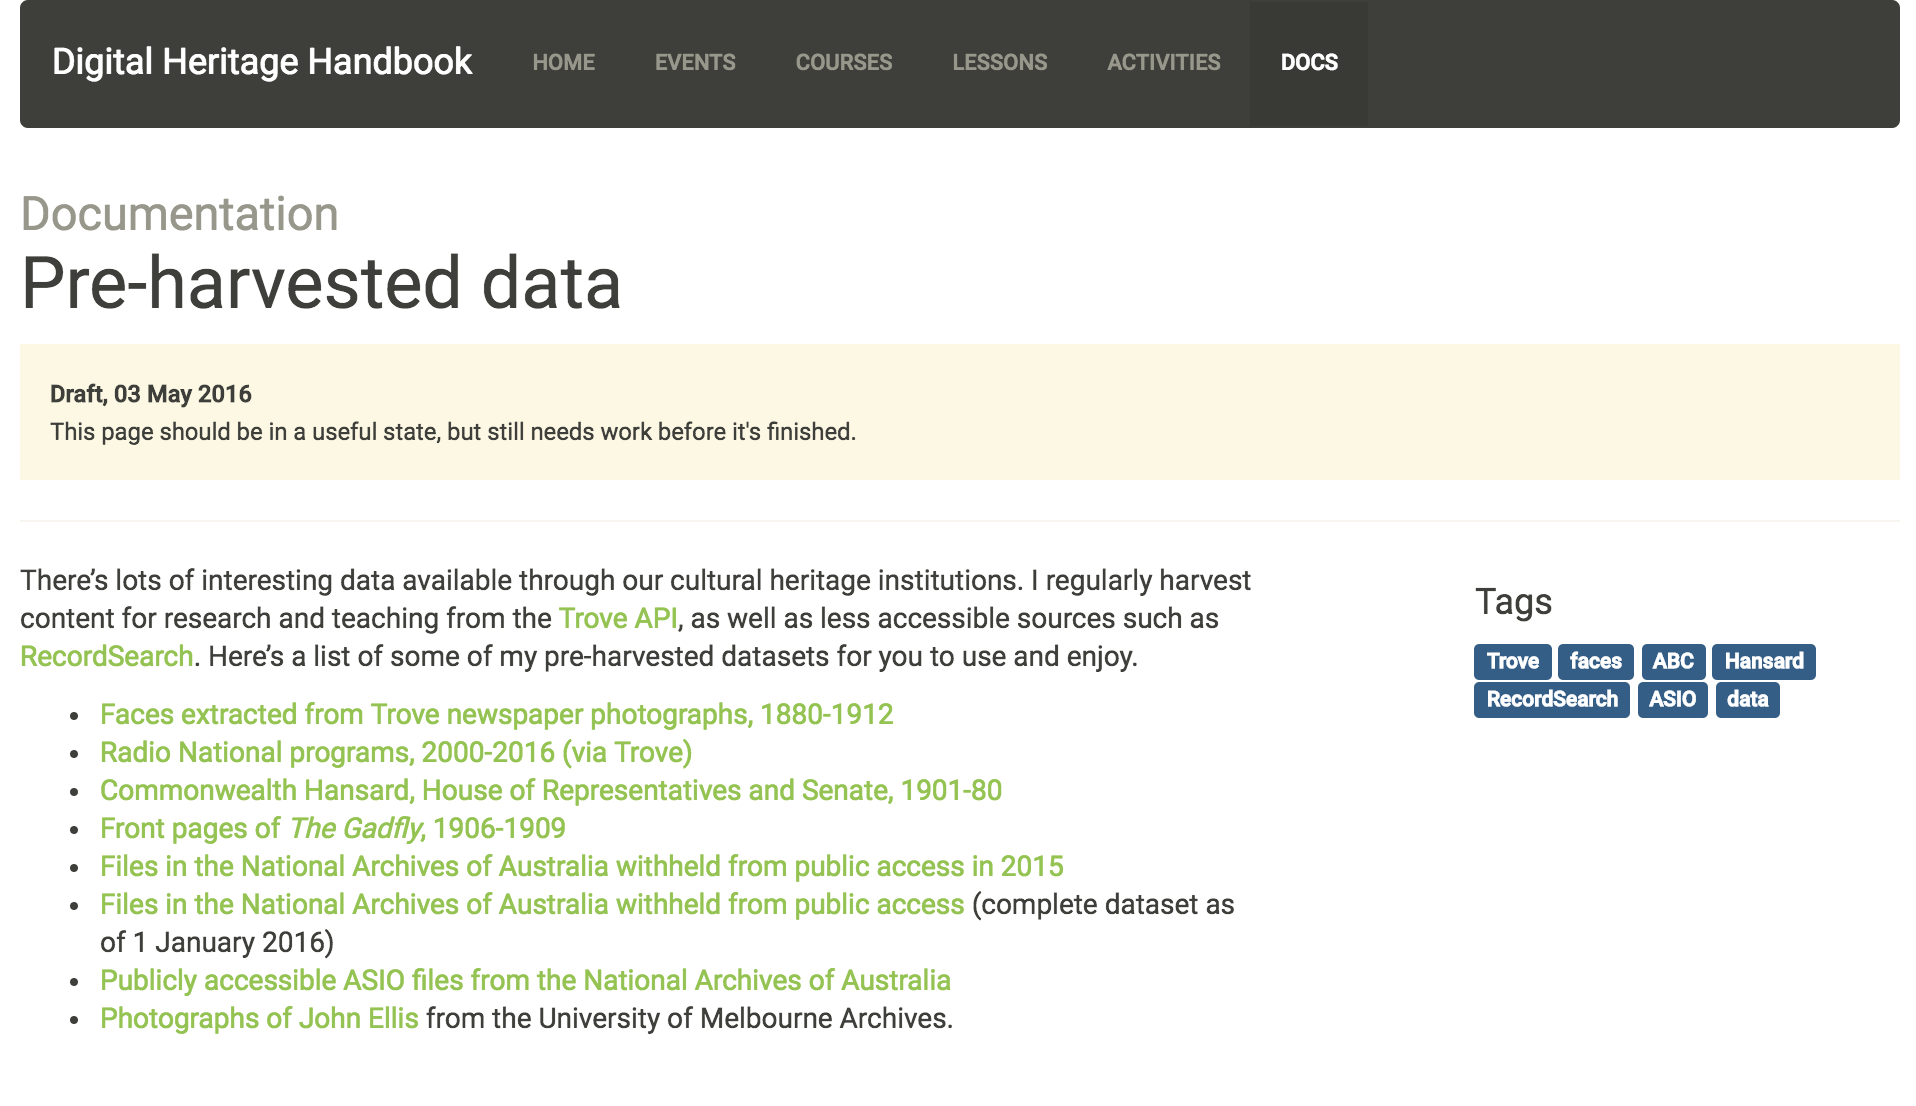 Digital Heritage Handbook HOME EVENTS COURSES LESSONS ACTIVITIES DOCS
Documentation
Pre-harvested data
Draft, 03 May 2016
This page should be in a useful state, but still needs work before it's finished.
There’s lots of interesting data available through our cultural heritage institutions. I regularly harvest
content for research and teaching from the Trove API, as well as less accessible sources such as
RecordSearch. Here’s a list of some of my pre-harvested datasets for you to use and enjoy.
• Faces extracted from Trove newspaper photographs, 1880-1912
• Radio National programs, 2000-2016 (via Trove)
• Commonwealth Hansard, House of Representatives and Senate, 1901-80
• Front pages of The Gadfly, 1906-1909
• Files in the National Archives of Australia withheld from public access in 2015
• Files in the National Archives of Australia withheld from public access (complete dataset as
of 1 January 2016)
• Publicly accessible ASIO files from the National Archives of Australia
• Photographs of John Ellis from the University of Melbourne Archives.
Tags
Trove faces ABC Hansard
RecordSearch ASIO data